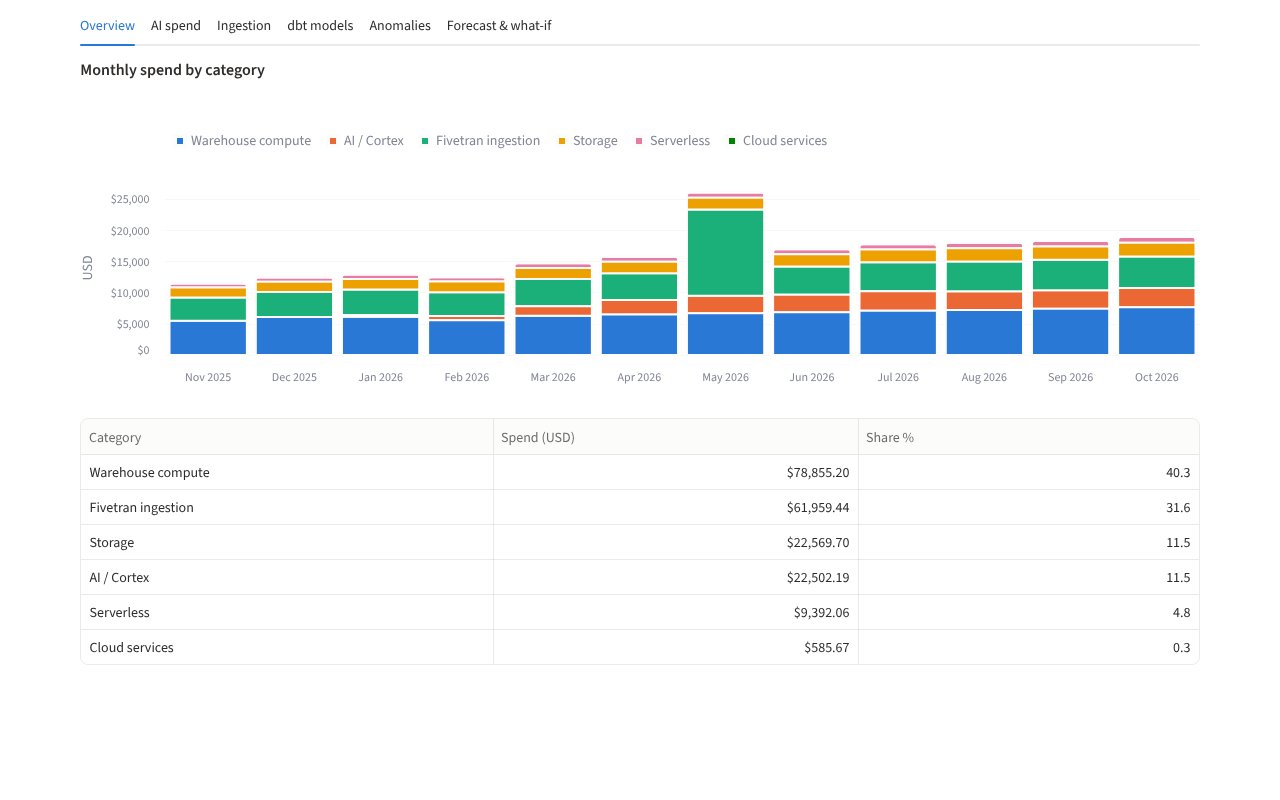 Overview AI spend Ingestion dbt models Anomalies Forecast & what-if
Monthly spend by category
Warehouse compute AI / Cortex Fivetran ingestion Storage Serverless Cloud services
USD
$25,000
$20,000
$15,000
$10,000
$5,000
$0
Nov 2025 Dec 2025 Jan 2026 Feb 2026 Mar 2026 Apr 2026 May 2026 Jun 2026 Jul 2026 Aug 2026 Sep 2026 Oct 2026
Category Spend (USD) Share %
Warehouse compute $78,855.20 40.3
Fivetran ingestion $61,959.44 31.6
Storage $22,569.70 11.5
AI / Cortex $22,502.19 11.5
Serverless $9,392.06 4.8
Cloud services $585.67 0.3